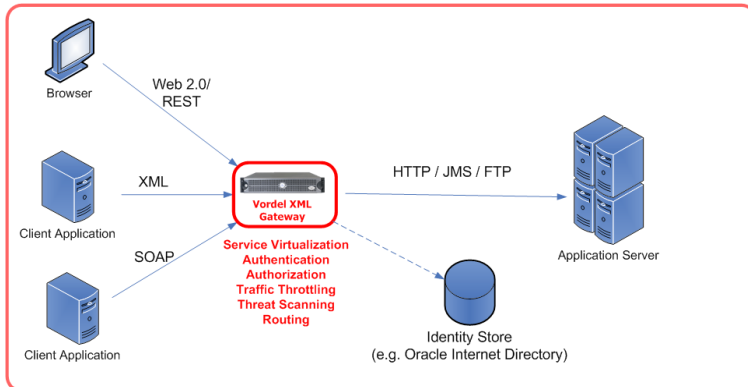 Browser
Web 2.0/
REST
XML
Client Application
SOAP
Client Application
Vordel XML
Gateway
Service Virtualization
Authentication
Authorization
Traffic Throttling
Threat Scanning
Routing
HTTP / JMS / FTP
Application Server
Identity Store
(e.g. Oracle Internet Directory)